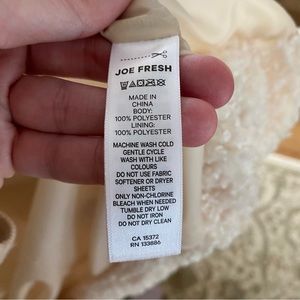 JOE FRESH
MADE IN
CHINA
BODY:
100% POLYESTER
LINING:
100% POLYESTER
MACHINE WASH COLD
GENTLE CYCLE
WASH WITH LIKE
COLOURS
DO NOT USE FABRIC
SOFTENER OR DRYER
SHEETS
ONLY NON-CHLORINE
BLEACH WHEN NEEDED
TUMBLE DRY LOW
DO NOT IRON
DO NOT DRY CLEAN
CA 15372
RN 133886